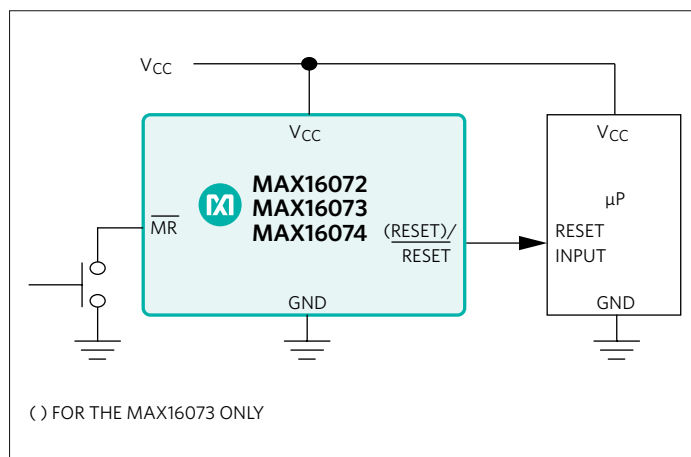 VCC
VCC
VCC
MAX16072
MAX16073
MAX16074
µP
MR
(RESET)/
RESET
RESET
INPUT
GND
GND
( ) FOR THE MAX16073 ONLY